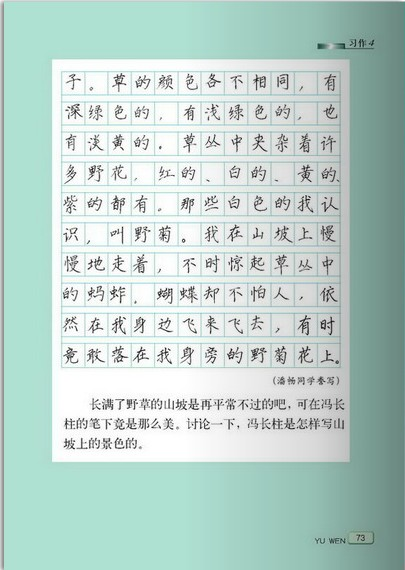 习作4
子。草的颜色各不相同，有
深绿色的，有浅绿色的，也
有淡黄的。草丛中夹杂着许
多野花，红的、白的、黄的、
紫的都有。那些白色的我认
识，叫野菊。我在山坡上慢
慢地走着，不时惊起草丛中
的蚂蚱，蝴蝶却不怕人，依
然在我身边飞来飞去，有时
竟敢落在我身旁的野菊花上。
（潘畅同学誊写）
长满了野草的山坡是再平常不过的吧，可在冯长
柱的笔下竟是那么美。讨论一下，冯长柱是怎样写山
坡上的景色的。
YU WEN 73